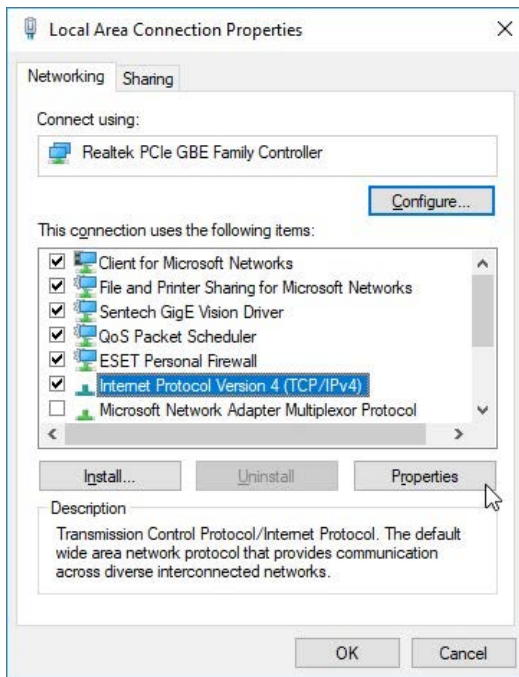 Local Area Connection Properties
Networking
Sharing
Connect using:
Realtek PCIe GBE Family Controller
Configure...
This connection uses the following items:
Client for Microsoft Networks
File and Printer Sharing for Microsoft Networks
Sentech GigE Vision Driver
QoS Packet Scheduler
ESET Personal Firewall
Internet Protocol Version 4 (TCP/IPv4)
Microsoft Network Adapter Multiplexor Protocol
Install...
Uninstall
Properties
Description
Transmission Control Protocol/Internet Protocol. The default
wide area network protocol that provides communication
across diverse interconnected networks.
OK
Cancel